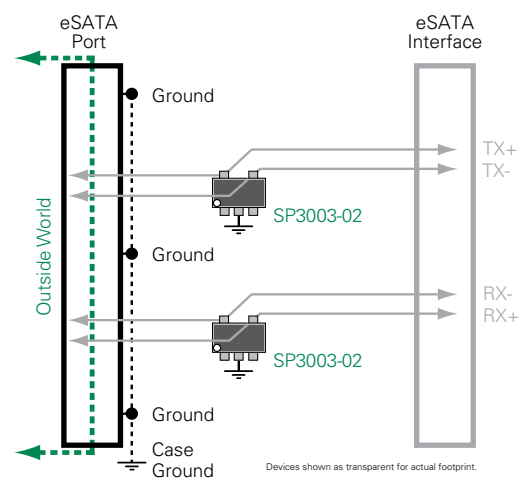 eSATA
Port
eSATA
Interface
Ground
TX+
TX-
SP3003-02
Outside World
Ground
RX-
RX+
SP3003-02
Ground
Case
Ground
Devices shown as transparent for actual footprint.